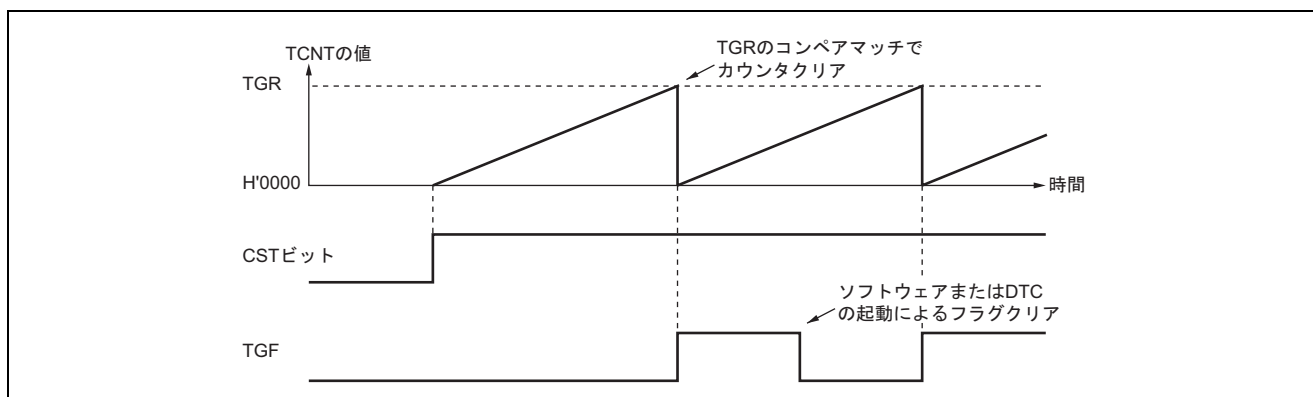 TCNTの値
TGRのコンペアマッチで
カウンタクリア
TGR
H'0000
時間
CSTビット
ソフトウェアまたはDTC
の起動によるフラグクリア
TGF